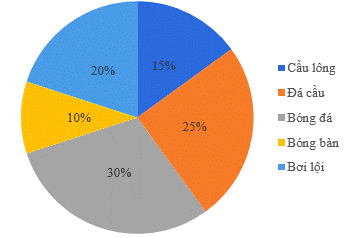 15%
25%
30%
10%
20%
Cầu lông
Đá cầu
Bóng đá
Bóng bàn
Bơi lội